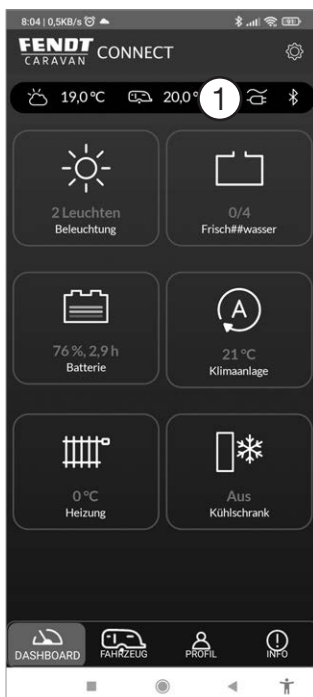 8:04 | 0,5KB/s
FENDT CONNECT
CARAVAN
19,0°C 20,0° 1
2 Leuchten
Beleuchtung
0/4
Frisch##wasser
76 %, 2,9 h
Batterie
A
21 °C
Klimaanlage
0 °C
Heizung
Aus
Kühlschrank
DASHBOARD
FAHRZEUG
PROFIL
INFO